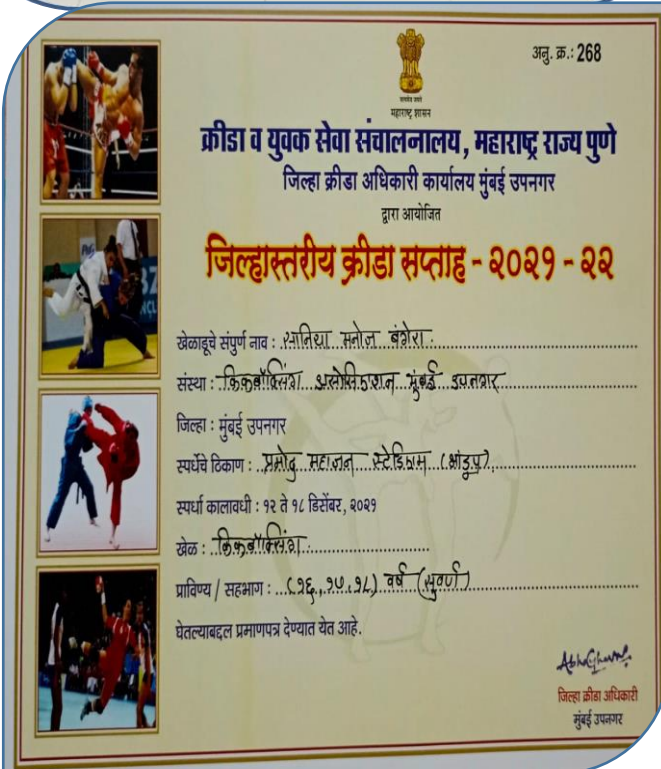 अनु. क्र.: 268
महाराष्ट्र शासन
क्रीडा व युवक सेवा संचालनालय, महाराष्ट्र राज्य पुणे
जिल्हा क्रीडा अधिकारी कार्यालय मुंबई उपनगर
द्वारा आयोजित
जिल्हास्तरीय क्रीडा सप्ताह - २०२१ - २२
खेळाडूचे संपुर्ण नाव : सानिया मनोज बंगेरा
संस्था : किकबॉक्सिंग असोसिएशन मुंबई उपनगर
जिल्हा : मुंबई उपनगर
स्पर्धेचे ठिकाण : प्रमोद महाजन स्टेडिअम (भांडुप)
स्पर्धा कालावधी : १२ ते १८ डिसेंबर, २०२१
खेळ : किकबॉक्सिंग
प्राविण्य / सहभाग : (१६,१७,१८) वर्ष (सुवर्ण)
घेतल्याबद्दल प्रमाणपत्र देण्यात येत आहे.
जिल्हा क्रीडा अधिकारी
मुंबई उपनगर